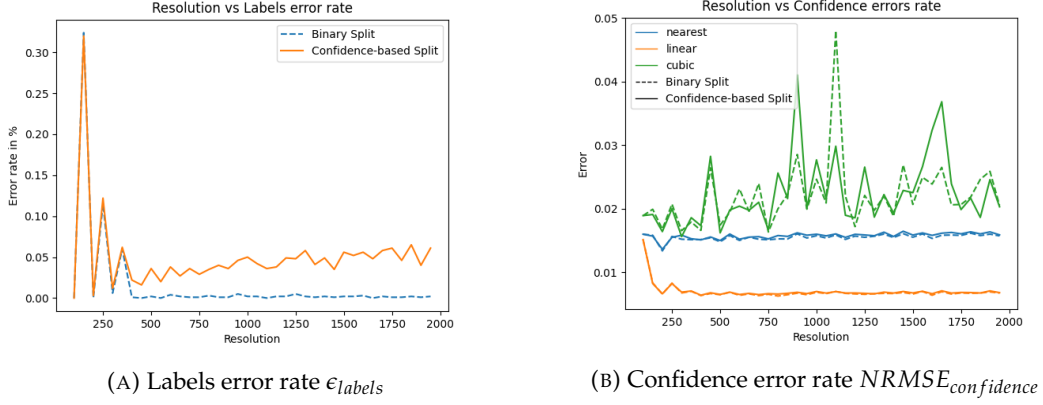 Resolution vs Labels error rate
Error rate in %
0.30
0.25
0.20
0.15
0.10
0.05
0.00
Binary Split
Confidence-based Split
250 500 750 1000 1250 1500 1750 2000
Resolution
(A) Labels error rate ϵlabels
Resolution vs Confidence errors rate
Error
0.05
0.04
0.03
0.02
0.01
nearest
linear
cubic
Binary Split
Confidence-based Split
250 500 750 1000 1250 1500 1750 2000
Resolution
(B) Confidence error rate NRMSEconfidence